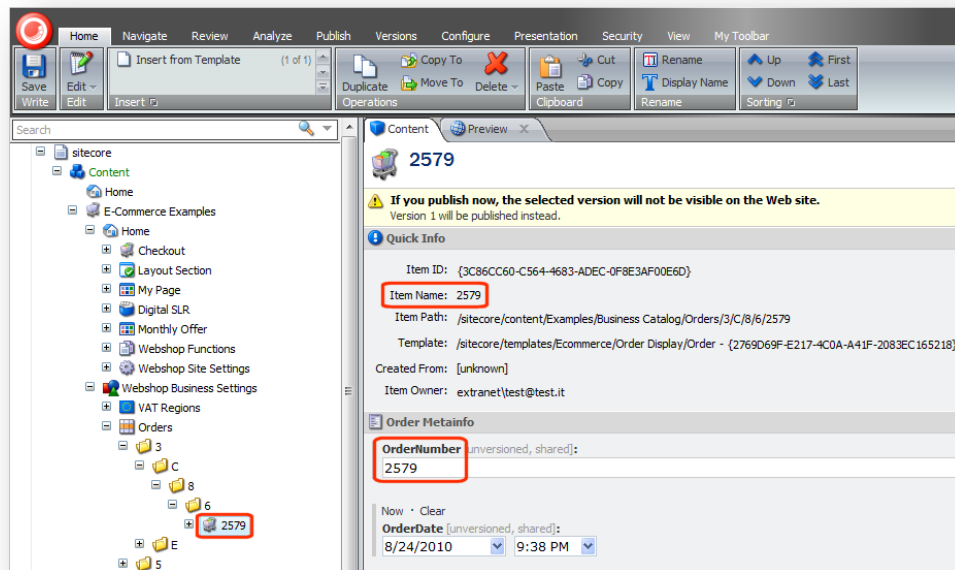 Home Navigate Review Analyze Publish Versions Configure Presentation Security View My Toolbar
Save Edit Insert from Template (1 of 1) Duplicate Copy To Move To Delete Paste Cut Copy Rename Display Name Up Down First Last
Write Edit Insert Operations Clipboard Rename Sorting
Search
Content Preview X
sitecore
Content
Home
E-Commerce Examples
Home
Checkout
Layout Section
My Page
Digital SLR
Monthly Offer
Webshop Functions
Webshop Site Settings
Webshop Business Settings
VAT Regions
Orders
3
C
8
6
2579
E
5
2579
If you publish now, the selected version will not be visible on the Web site.
Version 1 will be published instead.
Quick Info
Item ID: {3C86CC60-C564-4683-ADEC-0F8E3AF00E6D}
Item Name: 2579
Item Path: /sitecore/content/Examples/Business Catalog/Orders/3/C/8/6/2579
Template: /sitecore/templates/Ecommerce/Order Display/Order - {2769D69F-E217-4C0A-A41F-2083EC165218}
Created From: [unknown]
Item Owner: extranet\test@test.it
Order Metainfo
OrderNumber [unversioned, shared]:
2579
Now · Clear
OrderDate [unversioned, shared]:
8/24/2010 9:38 PM